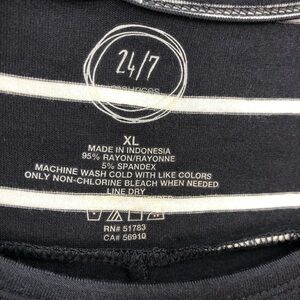 24/7
XL
MADE IN INDONESIA
95% RAYON/RAYONNE
5% SPANDEX
MACHINE WASH COLD WITH LIKE COLORS
ONLY NON-CHLORINE BLEACH WHEN NEEDED
LINE DRY
RN# 51783
CA# 56910